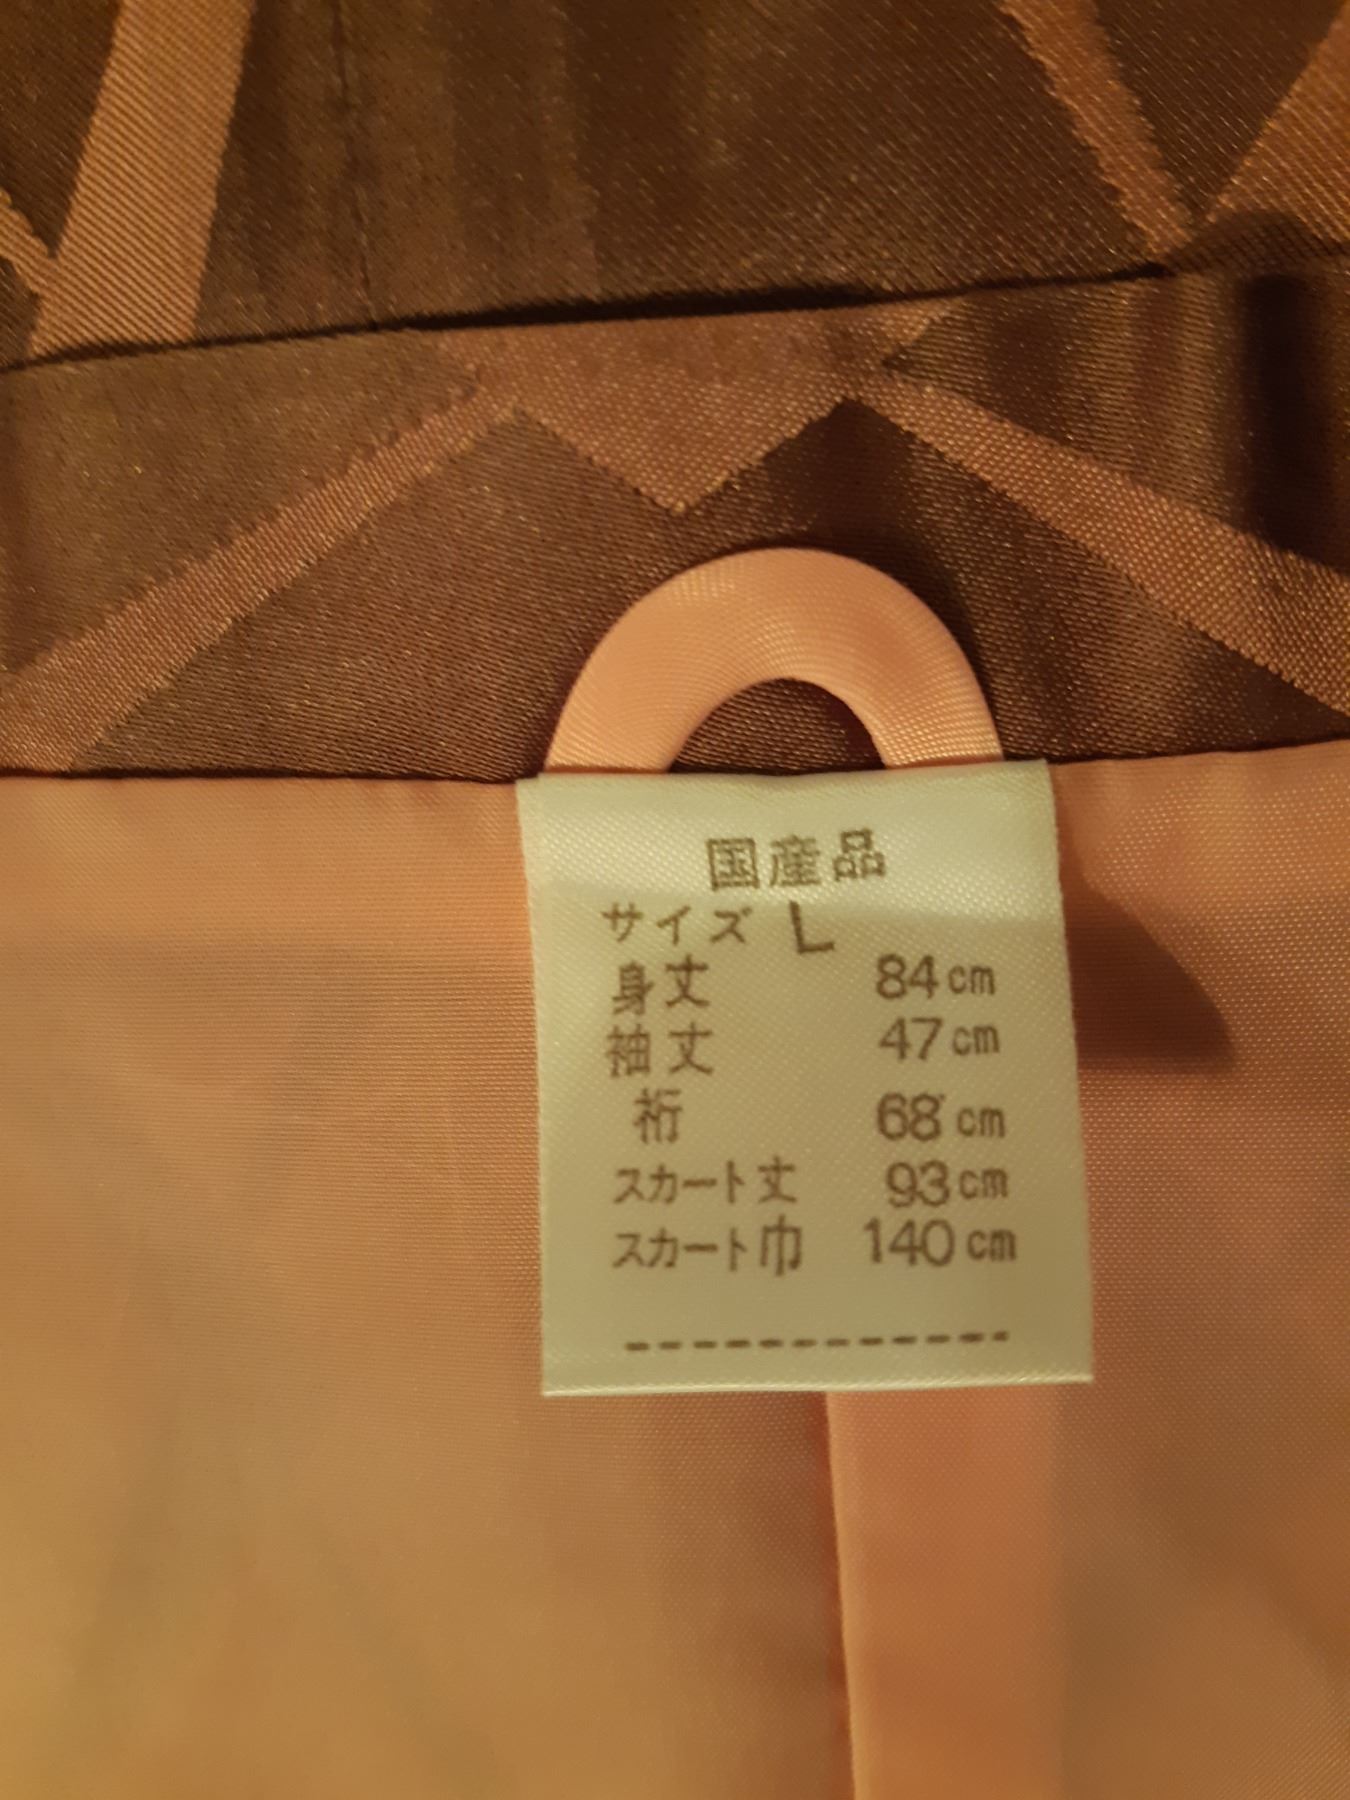 国産品
サイズ L
身丈 84cm
袖丈 47cm
裄 68cm
スカート丈 93cm
スカート巾 140cm